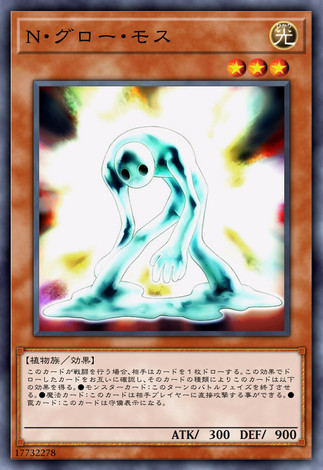 N・グロー・モス
光
【植物族／効果】
このカードが戦闘を行う場合、相手はカードを１枚ドローする。この効果でド
ローしたカードをお互いに確認し、そのカードの種類によりこのカードは以下
の効果を得る。●モンスターカード：このターンのバトルフェイズを終了させ
る。●魔法カード：このカードは相手プレイヤーに直接攻撃する事ができる。●
罠カード：このカードは守備表示になる。
ATK/ 300 DEF/ 900
17732278